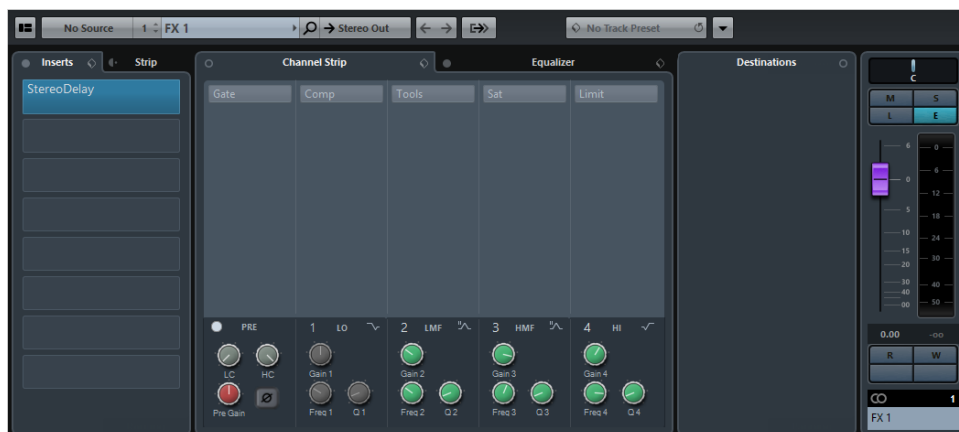 No Source 1 FX 1 Stereo Out No Track Preset
Inserts Strip Channel Strip Equalizer Destinations
StereoDelay
Gate Comp Tools Sat Limit
C
M S
L E
6 0
0 6
5 12
10 18
15 24
20 30
30 40
40 50
00
PRE 1 LO 2 LMF 3 HMF 4 HI
LC HC Gain 1 Gain 2 Gain 3 Gain 4
Pre Gain Ø Freq 1 Q 1 Freq 2 Q 2 Freq 3 Q 3 Freq 4 Q 4
0.00 -oo
R W
1
FX 1